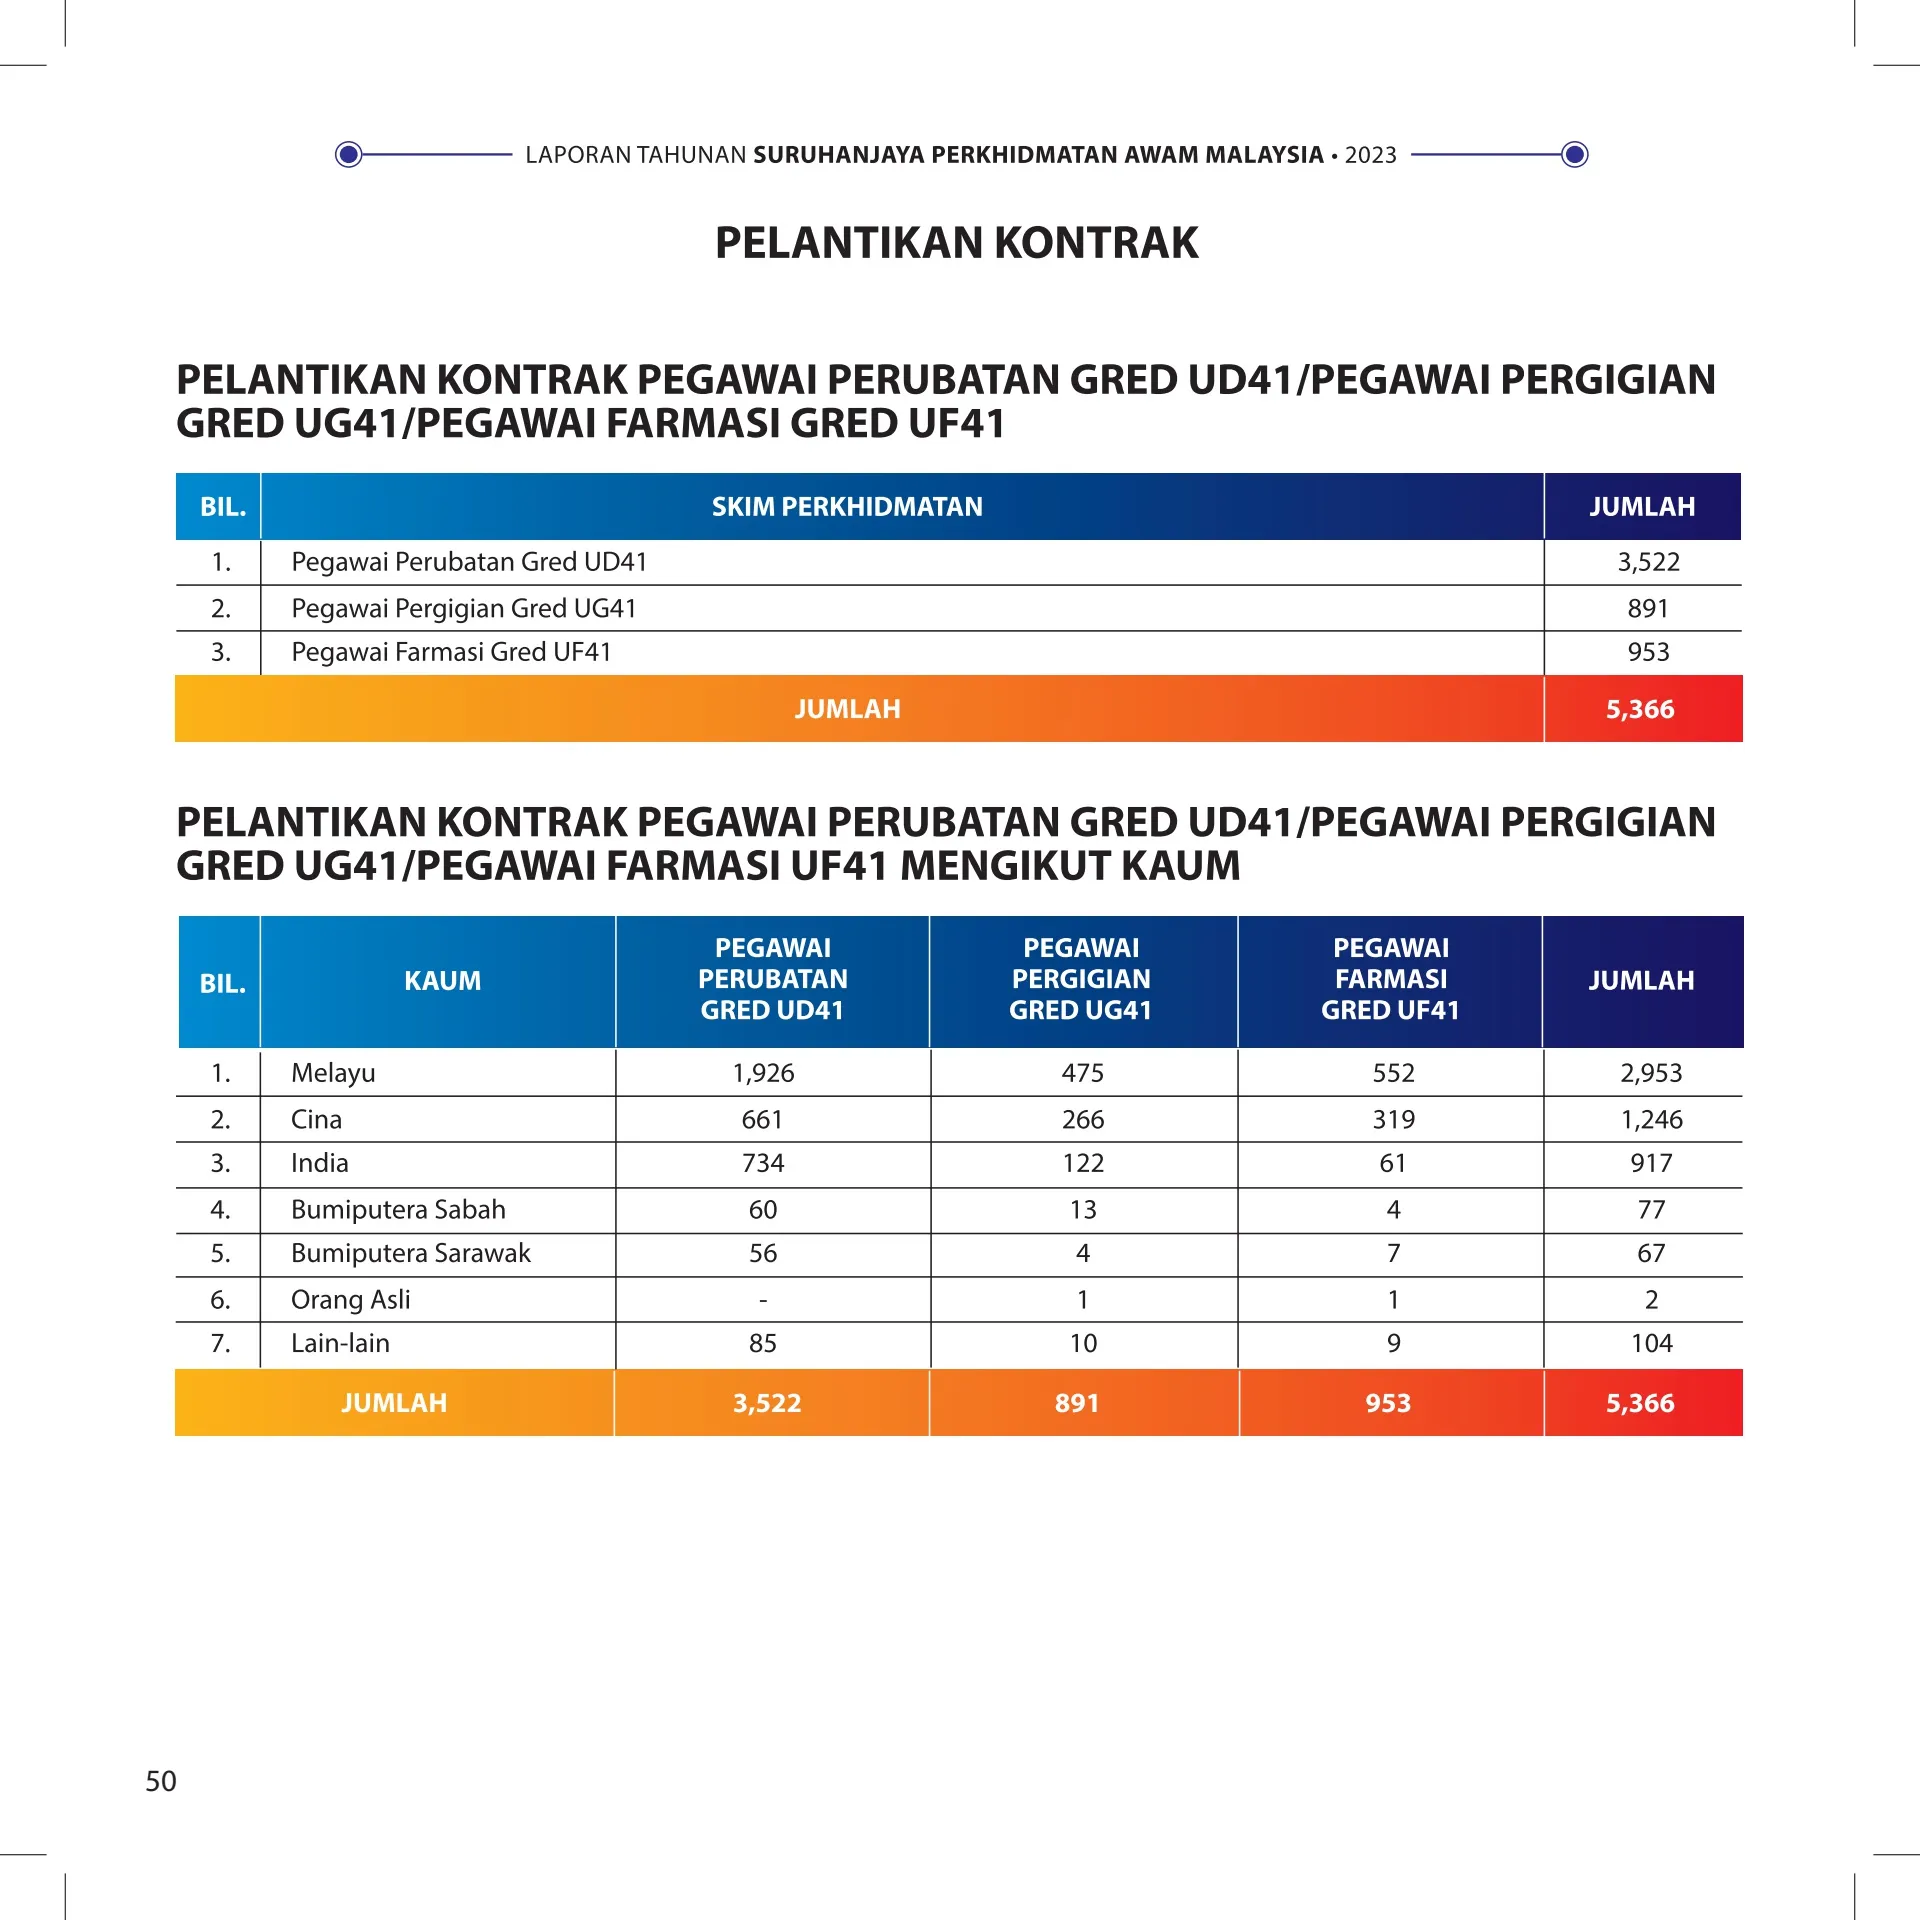 LAPORAN TAHUNAN SURUHANJAYA PERKHIDMATAN AWAM MALAYSIA • 2023
PELANTIKAN KONTRAK
PELANTIKAN KONTRAK PEGAWAI PERUBATAN GRED UD41/PEGAWAI PERGIGIAN
GRED UG41/PEGAWAI FARMASI GRED UF41
BIL. SKIM PERKHIDMATAN JUMLAH
1. Pegawai Perubatan Gred UD41 3,522
2. Pegawai Pergigian Gred UG41 891
3. Pegawai Farmasi Gred UF41 953
JUMLAH 5,366
PELANTIKAN KONTRAK PEGAWAI PERUBATAN GRED UD41/PEGAWAI PERGIGIAN
GRED UG41/PEGAWAI FARMASI UF41 MENGIKUT KAUM
BIL. KAUM PEGAWAI PERUBATAN GRED UD41 PEGAWAI PERGIGIAN GRED UG41 PEGAWAI FARMASI GRED UF41 JUMLAH
1. Melayu 1,926 475 552 2,953
2. Cina 661 266 319 1,246
3. India 734 122 61 917
4. Bumiputera Sabah 60 13 4 77
5. Bumiputera Sarawak 56 4 7 67
6. Orang Asli - 1 1 2
7. Lain-lain 85 10 9 104
JUMLAH 3,522 891 953 5,366
50